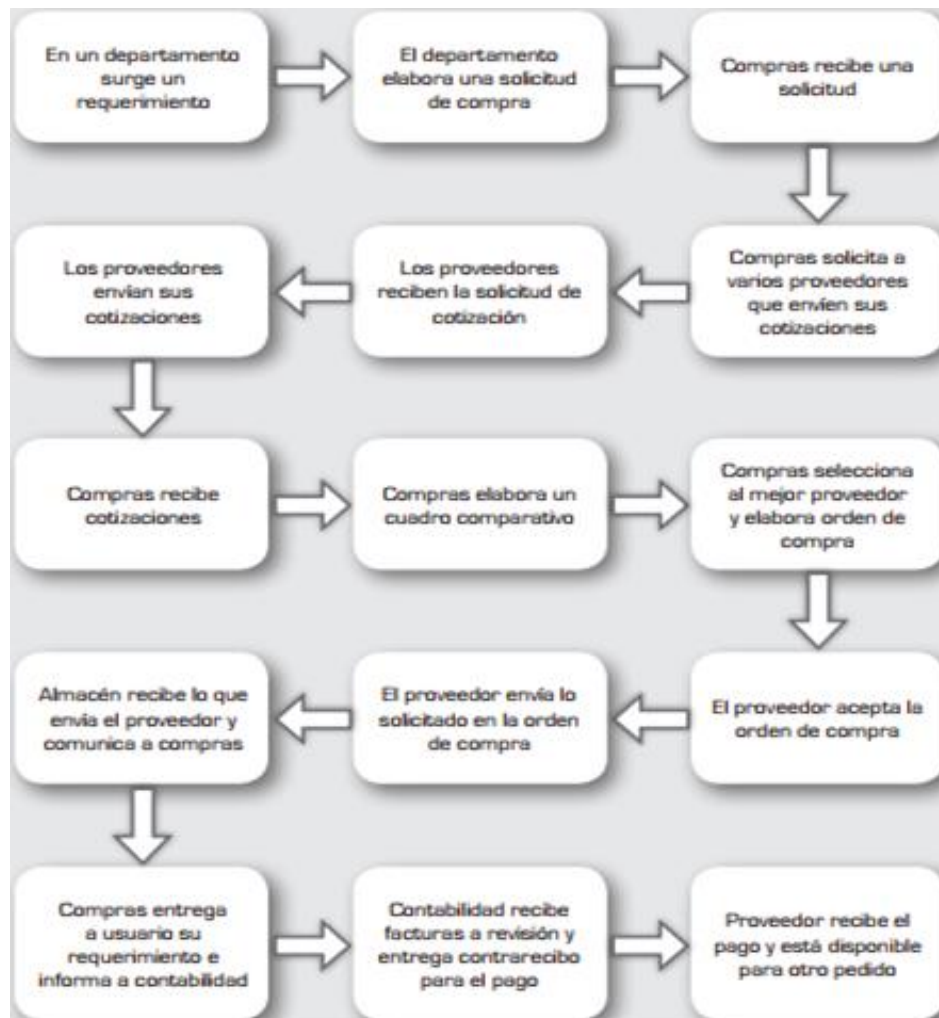 En un departamento
surge un
requerimiento
El departamento
elabora una solicitud
de compra
Compras recibe una
solicitud
Compras solicita a
varios proveedores
que envíen sus
cotizaciones
Los proveedores
reciben la solicitud de
cotización
Los proveedores
envían sus
cotizaciones
Compras recibe
cotizaciones
Compras elabora un
cuadro comparativo
Compras selecciona
al mejor proveedor
y elabora orden de
compra
El proveedor acepta la
orden de compra
El proveedor envía lo
solicitado en la orden
de compra
Almacén recibe lo que
envía el proveedor y
comunica a compras
Compras entrega
a usuario su
requerimiento e
informa a contabilidad
Contabilidad recibe
facturas a revisión y
entrega contrarecibo
para el pago
Proveedor recibe el
pago y está disponible
para otro pedido